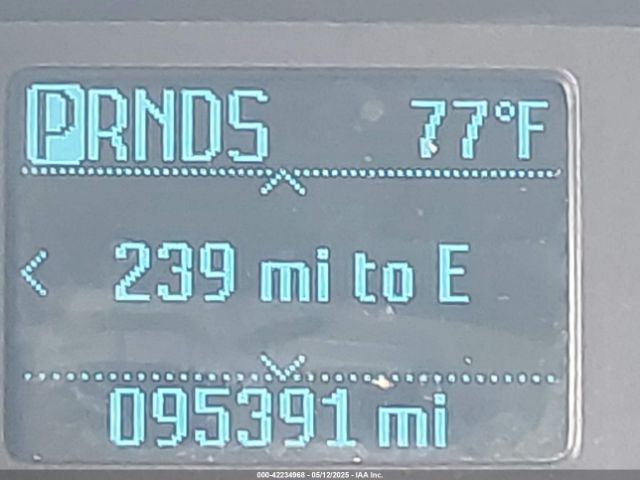 PRNDS 77°F
239 mi to E
095391 mi
000-42234968 - 05/12/2025 - IAA Inc.